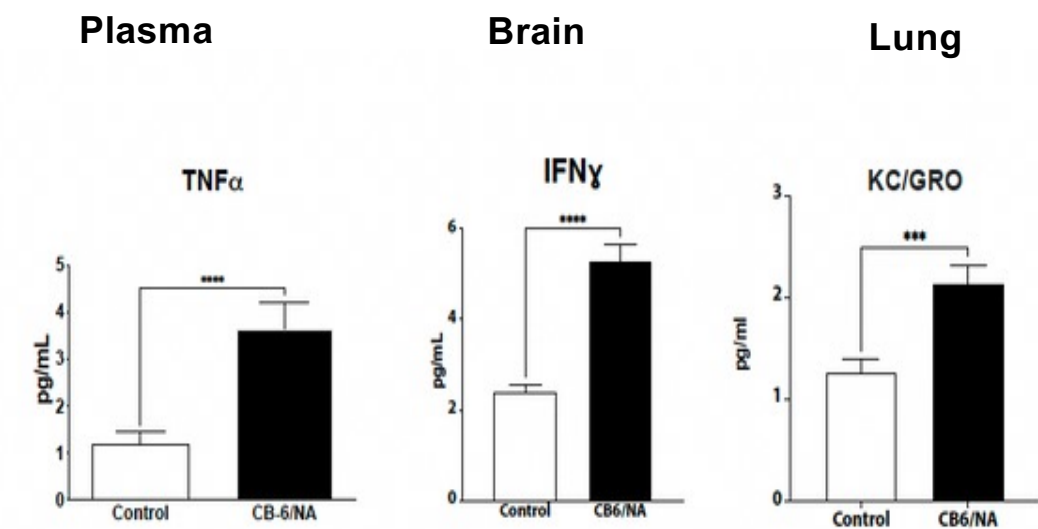 Plasma
Brain
Lung
TNFα
5
4
3
2
1
0
pg/mL
****
Control
CB-6/NA
IFNɣ
6
4
2
0
pg/mL
****
Control
CB6/NA
KC/GRO
3
2
1
0
pg/ml
***
Control
CB6/NA